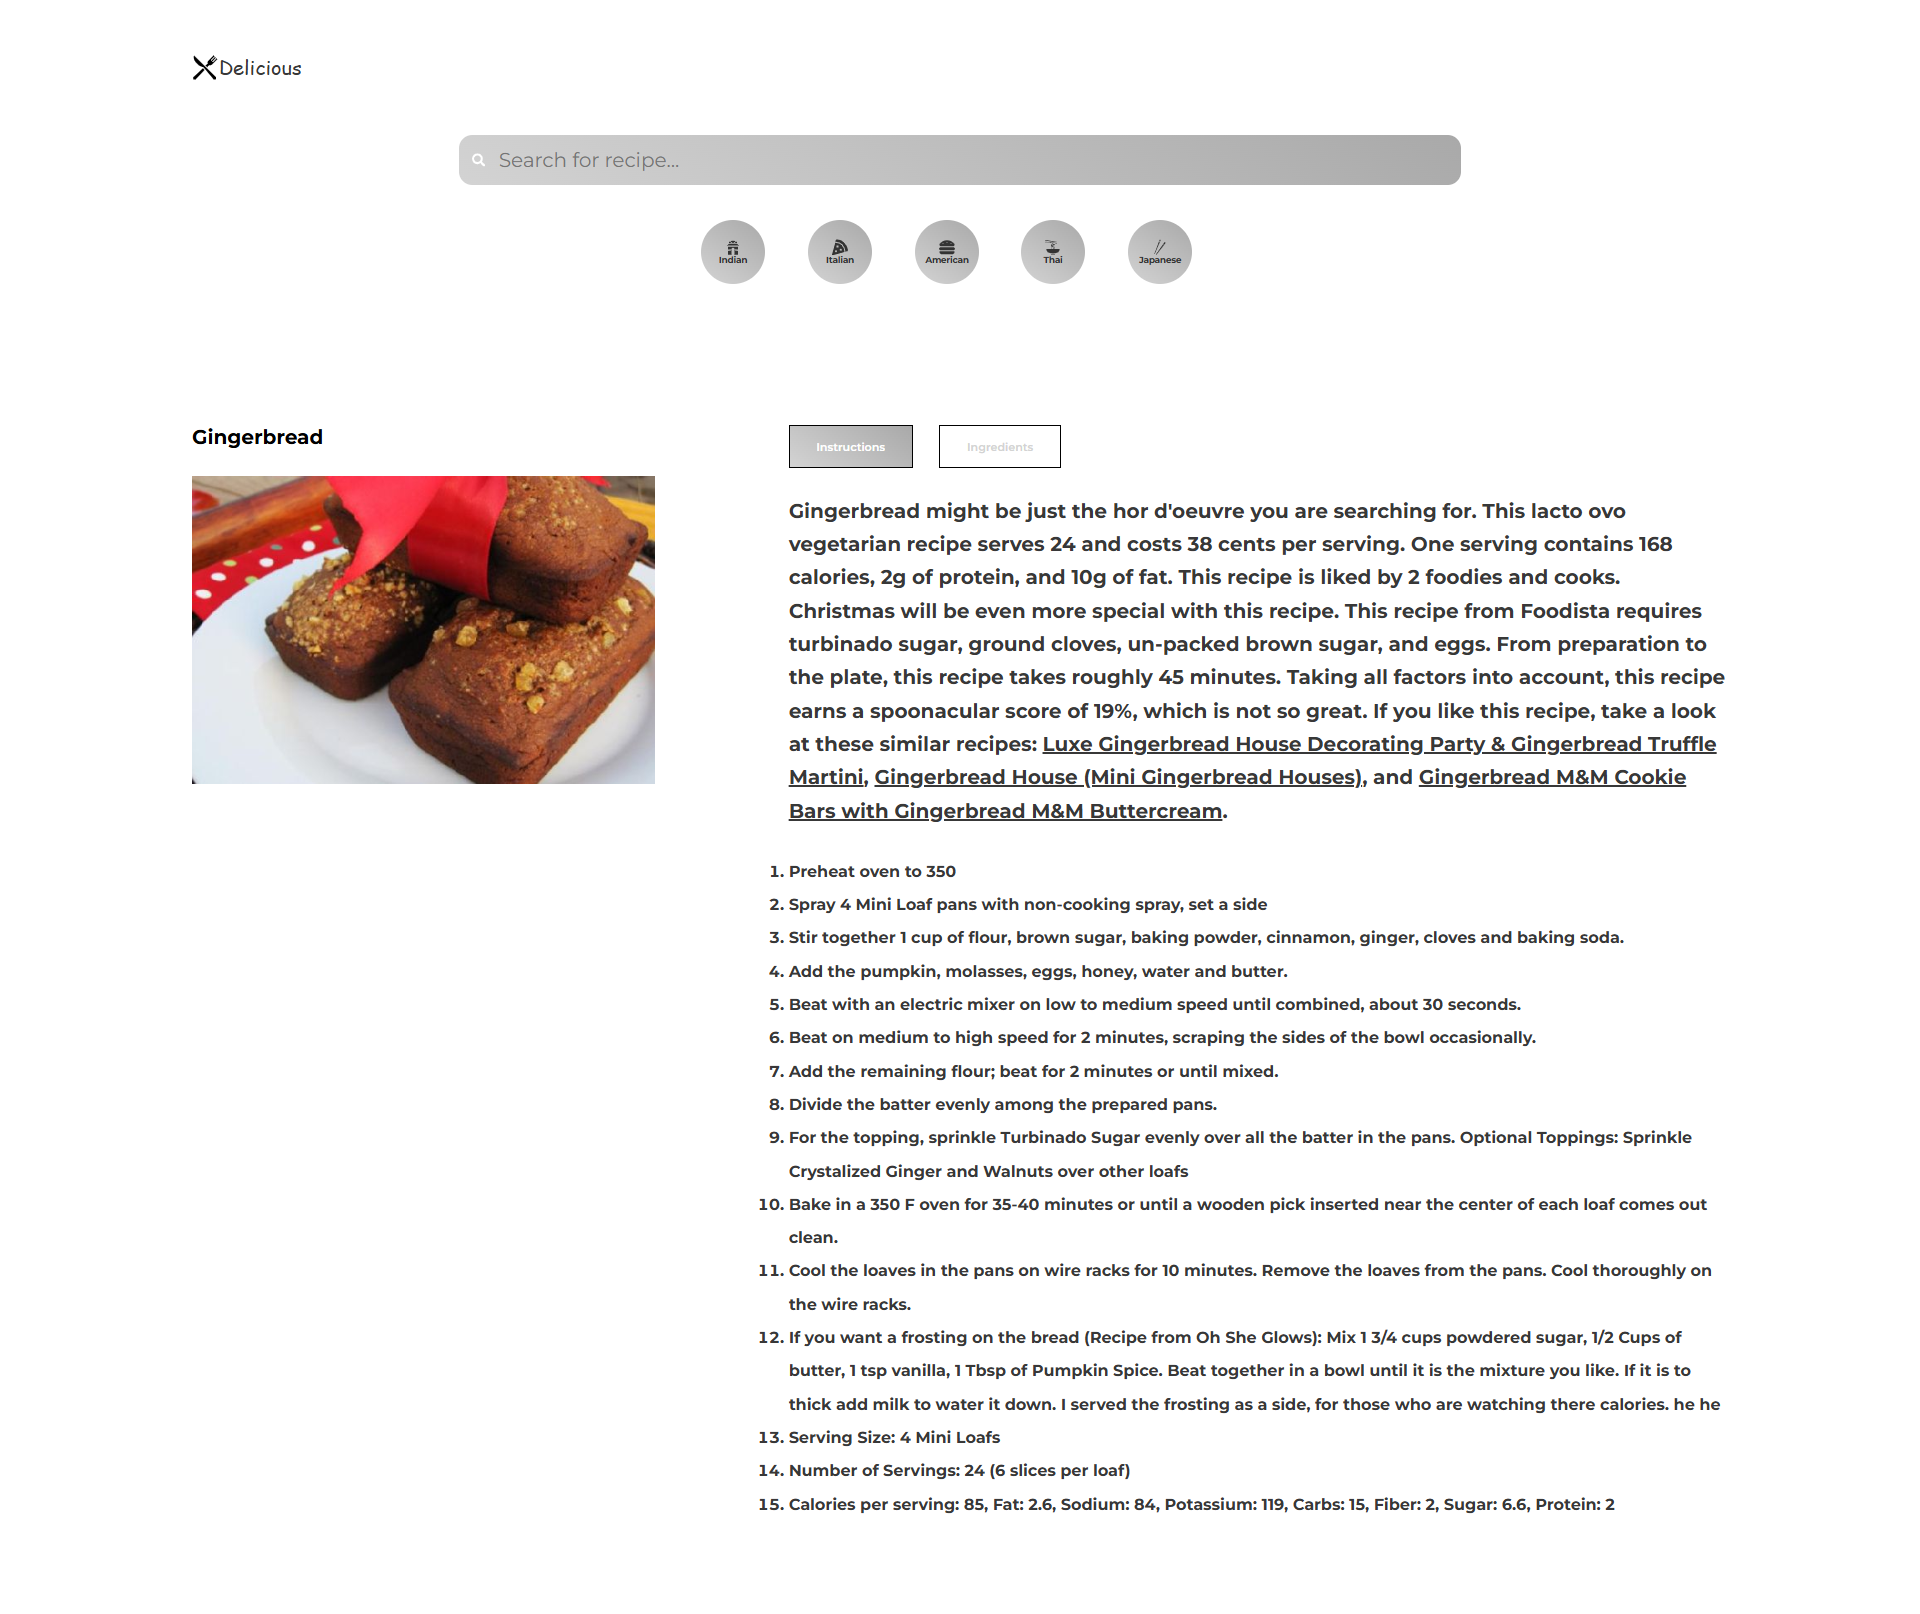 Delicious
Search for recipe...
Indian
Italian
American
Thai
Japanese
Gingerbread
Instructions
Ingredients
Gingerbread might be just the hor d'oeuvre you are searching for. This lacto ovo
vegetarian recipe serves 24 and costs 38 cents per serving. One serving contains 168
calories, 2g of protein, and 10g of fat. This recipe is liked by 2 foodies and cooks.
Christmas will be even more special with this recipe. This recipe from Foodista requires
turbinado sugar, ground cloves, un-packed brown sugar, and eggs. From preparation to
the plate, this recipe takes roughly 45 minutes. Taking all factors into account, this recipe
earns a spoonacular score of 19%, which is not so great. If you like this recipe, take a look
at these similar recipes: Luxe Gingerbread House Decorating Party & Gingerbread Truffle
Martini, Gingerbread House (Mini Gingerbread Houses), and Gingerbread M&M Cookie
Bars with Gingerbread M&M Buttercream.
1. Preheat oven to 350
2. Spray 4 Mini Loaf pans with non-cooking spray, set a side
3. Stir together 1 cup of flour, brown sugar, baking powder, cinnamon, ginger, cloves and baking soda.
4. Add the pumpkin, molasses, eggs, honey, water and butter.
5. Beat with an electric mixer on low to medium speed until combined, about 30 seconds.
6. Beat on medium to high speed for 2 minutes, scraping the sides of the bowl occasionally.
7. Add the remaining flour; beat for 2 minutes or until mixed.
8. Divide the batter evenly among the prepared pans.
9. For the topping, sprinkle Turbinado Sugar evenly over all the batter in the pans. Optional Toppings: Sprinkle
Crystalized Ginger and Walnuts over other loafs
10. Bake in a 350 F oven for 35-40 minutes or until a wooden pick inserted near the center of each loaf comes out
clean.
11. Cool the loaves in the pans on wire racks for 10 minutes. Remove the loaves from the pans. Cool thoroughly on
the wire racks.
12. If you want a frosting on the bread (Recipe from Oh She Glows): Mix 1 3/4 cups powdered sugar, 1/2 Cups of
butter, 1 tsp vanilla, 1 Tbsp of Pumpkin Spice. Beat together in a bowl until it is the mixture you like. If it is to
thick add milk to water it down. I served the frosting as a side, for those who are watching there calories. he he
13. Serving Size: 4 Mini Loafs
14. Number of Servings: 24 (6 slices per loaf)
15. Calories per serving: 85, Fat: 2.6, Sodium: 84, Potassium: 119, Carbs: 15, Fiber: 2, Sugar: 6.6, Protein: 2